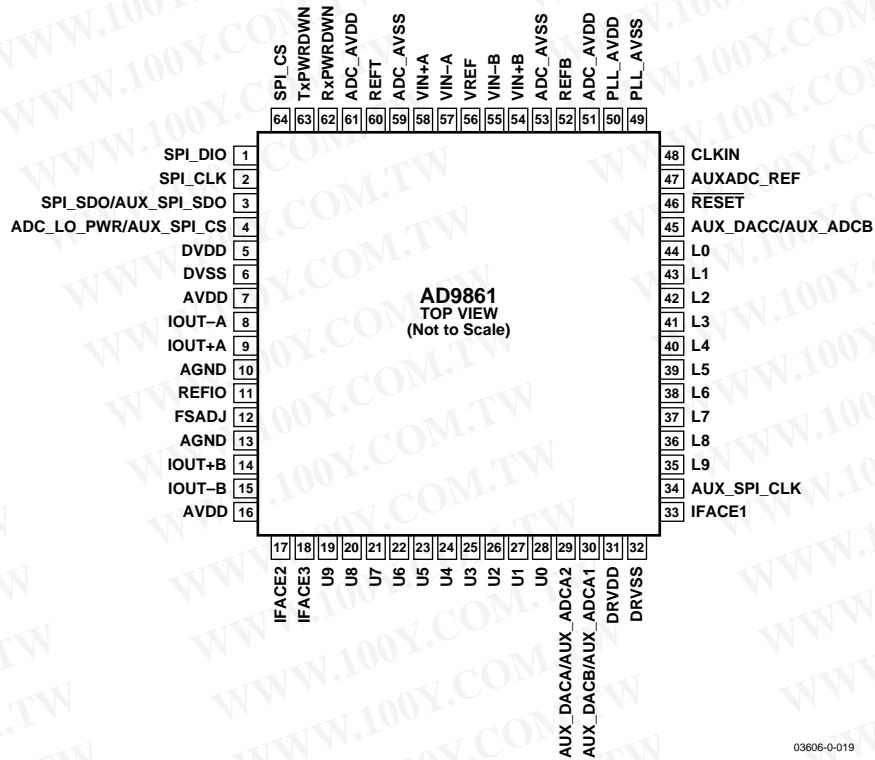 SPI_CS
TxPWRDWN
RxPWRDWN
ADC_AVDD
REFT
ADC_AVSS
VIN+A
VIN–A
VREF
VIN–B
VIN+B
ADC_AVSS
REFB
ADC_AVDD
PLL_AVDD
PLL_AVSS
64 63 62 61 60 59 58 57 56 55 54 53 52 51 50 49
SPI_DIO 1
SPI_CLK 2
SPI_SDO/AUX_SPI_SDO 3
ADC_LO_PWR/AUX_SPI_CS 4
DVDD 5
DVSS 6
AVDD 7
IOUT–A 8
IOUT+A 9
AGND 10
REFIO 11
FSADJ 12
AGND 13
IOUT+B 14
IOUT–B 15
AVDD 16
AD9861
TOP VIEW
(Not to Scale)
48 CLKIN
47 AUXADC_REF
46 RESET
45 AUX_DACC/AUX_ADCB
44 L0
43 L1
42 L2
41 L3
40 L4
39 L5
38 L6
37 L7
36 L8
35 L9
34 AUX_SPI_CLK
33 IFACE1
17 18 19 20 21 22 23 24 25 26 27 28 29 30 31 32
IFACE2
IFACE3
U9
U8
U7
U6
U5
U4
U3
U2
U1
U0
AUX_DACA/AUX_ADCA2
AUX_DACB/AUX_ADCA1
DRVDD
DRVSS
03606-0-019
WWW.100Y.COM.TW